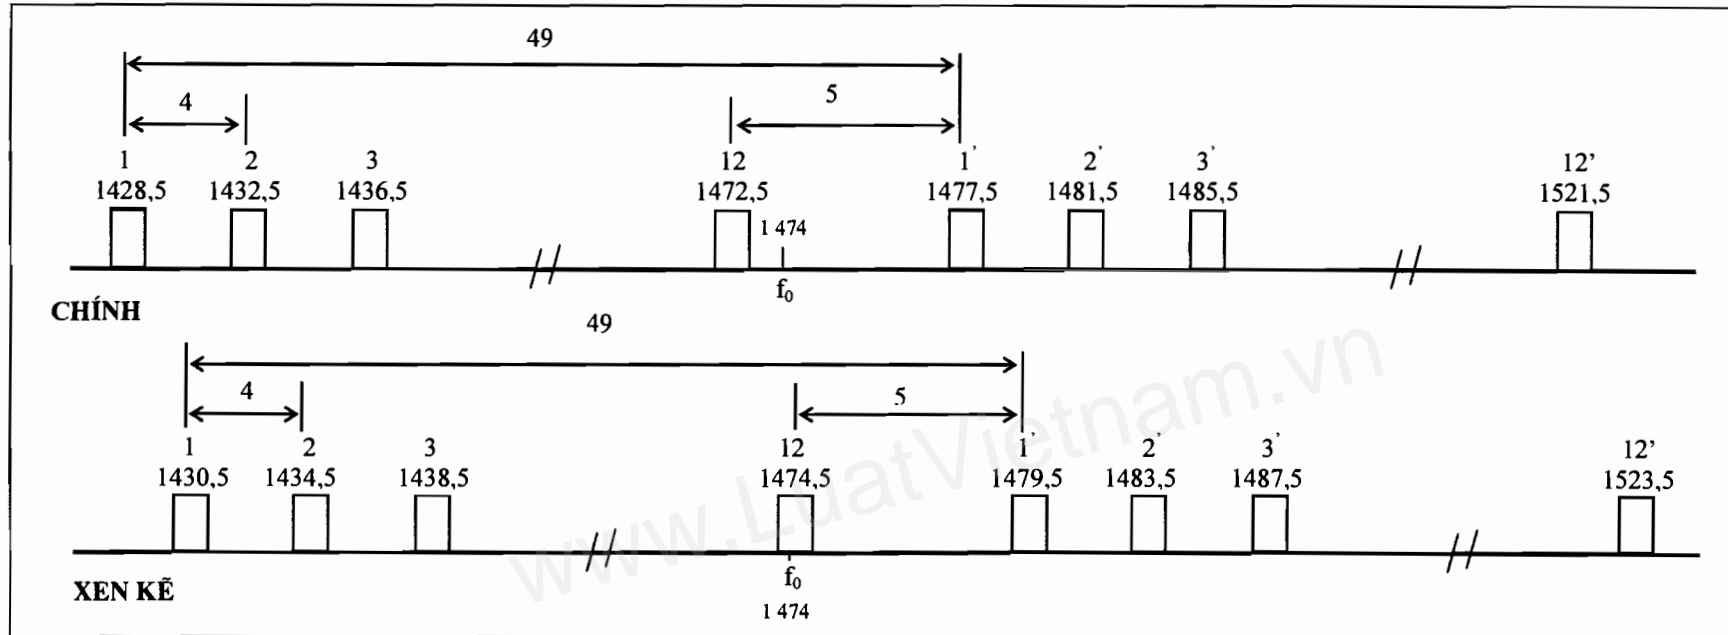 49
4 5
1 2 3 12 1' 2' 3' 12'
1428,5 1432,5 1436,5 1472,5 1477,5 1481,5 1485,5 1521,5
1 474
f0
CHÍNH
49
4 5
1 2 3 12 1' 2' 3' 12'
1430,5 1434,5 1438,5 1474,5 1479,5 1483,5 1487,5 1523,5
f0
XEN KẼ
1 474
www.LuatVietnam.vn